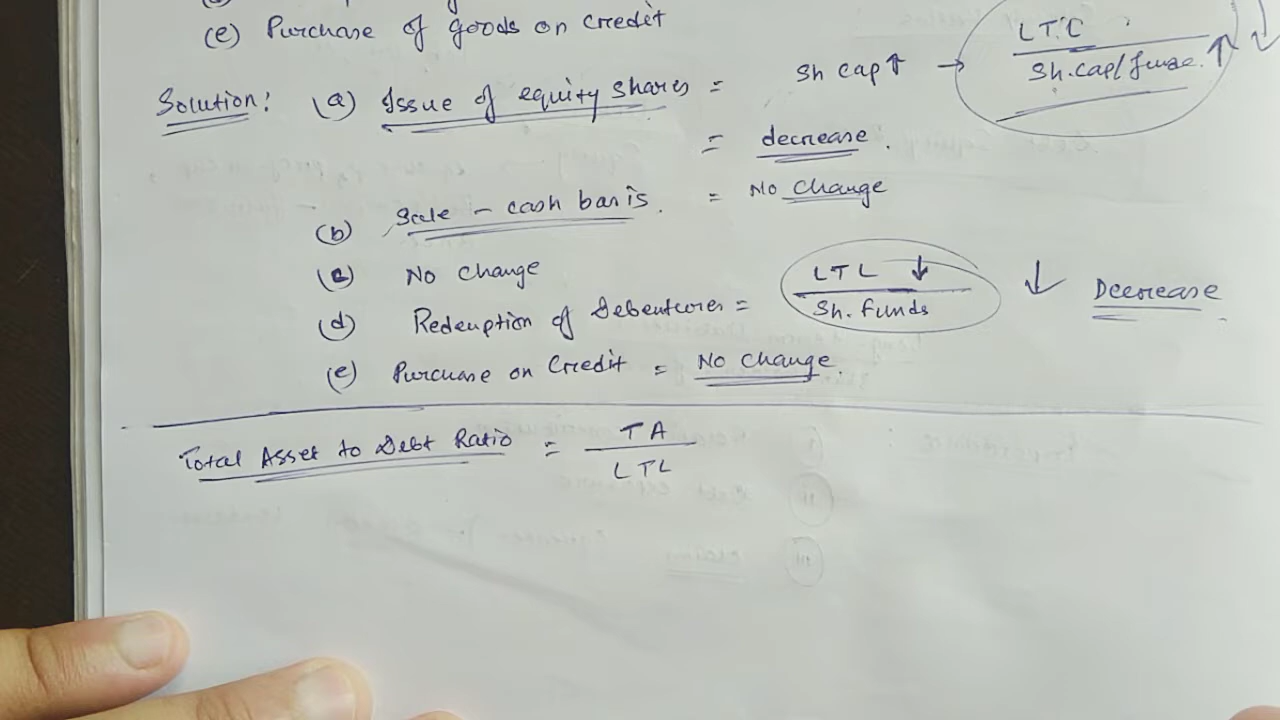 (e) Purchase of goods on credit
Solution: (a) Issue of equity shares = Sh cap ↑ → LTC / Sh. cap/ funds. ↑ ↓
= decrease.
(b) Sale - cash basis. = No change
(c) No change
(d) Redemption of Debentures = LTL ↓ / Sh. Funds ↓ Decrease
(e) Purchase on Credit = No change.
Total Asset to Debt Ratio = TA / LTL